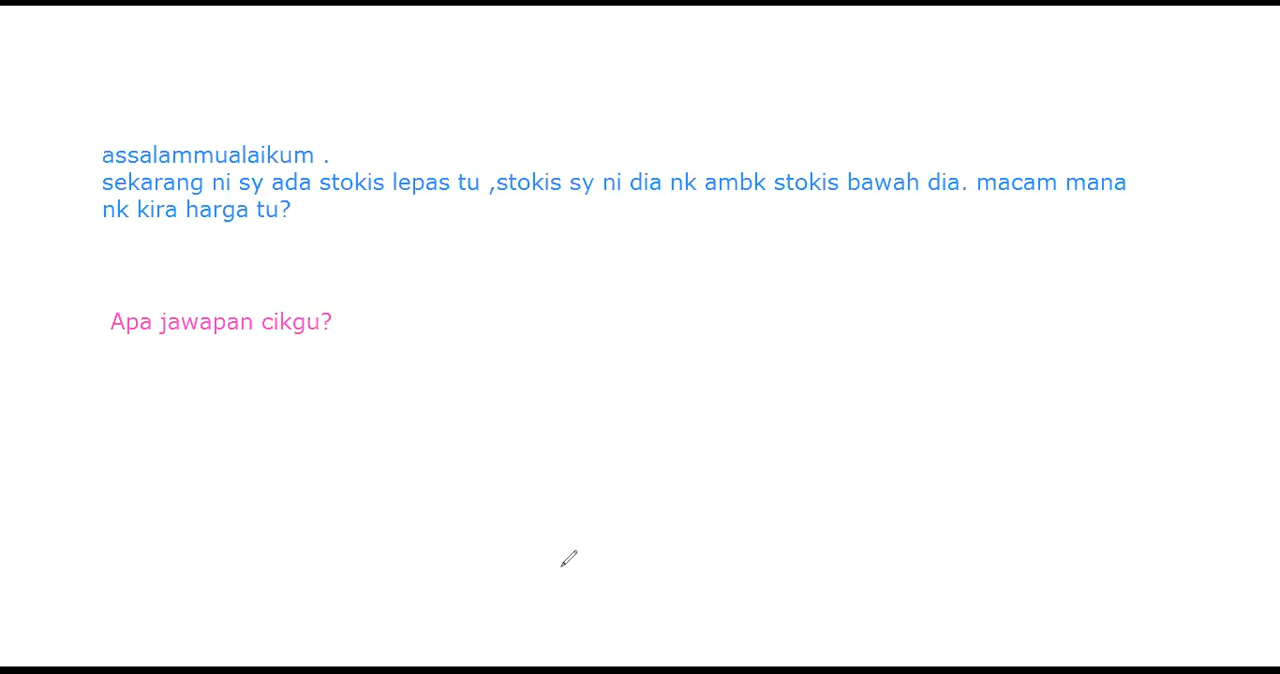 assalammualaikum .
sekarang ni sy ada stokis lepas tu ,stokis sy ni dia nk ambk stokis bawah dia. macam mana
nk kira harga tu?
Apa jawapan cikgu?